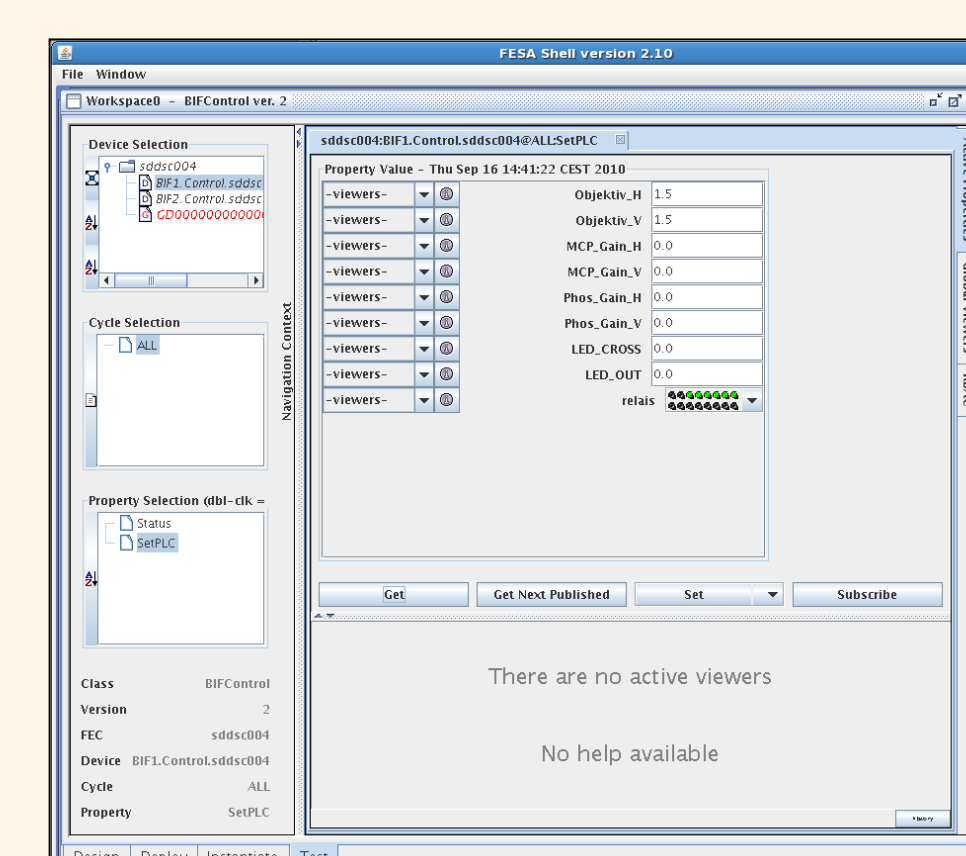 FESA Shell version 2.10
File Window
Workspace0 - BIFControl ver. 2
Device Selection
sddsc004
BIF1.Control.sddsc
BIF2.Control.sddsc
Cycle Selection
ALL
Property Selection (dbl-clk =
Status
SetPLC
Class BIFControl
Version 2
FEC sddsc004
Device BIF1.Control.sddsc004
Cycle ALL
Property SetPLC
Navigation Context
sddsc004:BIF1.Control.sddsc004@ALL:SetPLC
Property Value - Thu Sep 16 14:41:22 CEST 2010
-viewers- Objektiv_H 1.5
-viewers- Objektiv_V 1.5
-viewers- MCP_Gain_H 0.0
-viewers- MCP_Gain_V 0.0
-viewers- Phos_Gain_H 0.0
-viewers- Phos_Gain_V 0.0
-viewers- LED_CROSS 0.0
-viewers- LED_OUT 0.0
-viewers- relais
Get Get Next Published Set Subscribe
There are no active viewers
No help available
Design Deploy Instantiate Test